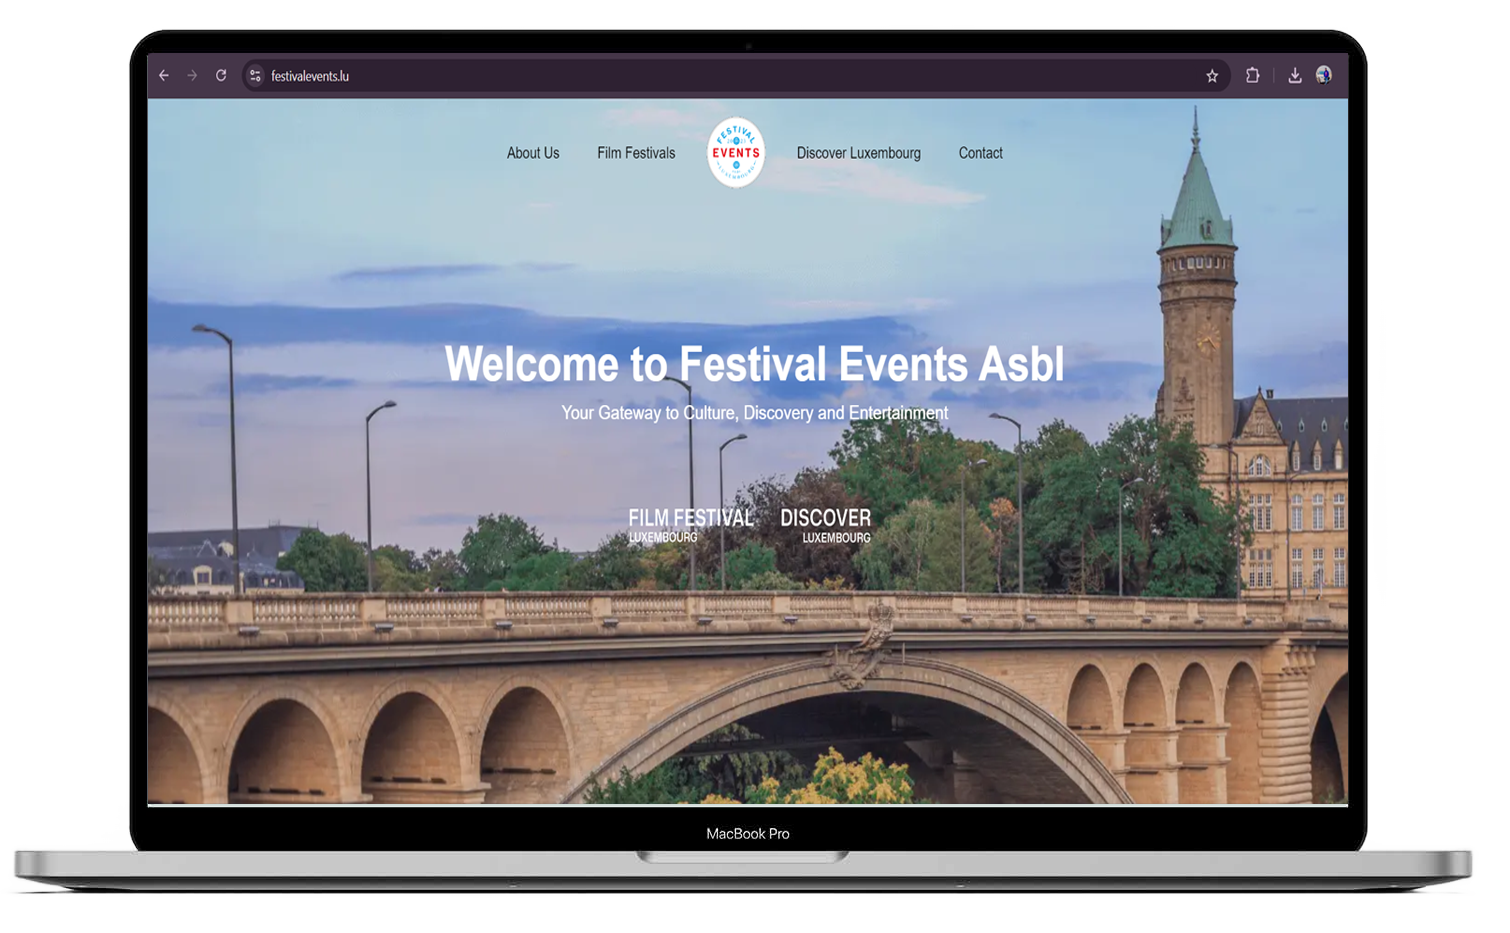 festivalevents.lu
About Us
Film Festivals
FESTIVAL
EVENTS
LUXEMBOURG
Discover Luxembourg
Contact
Welcome to Festival Events Asbl
Your Gateway to Culture, Discovery and Entertainment
FILM FESTIVAL
LUXEMBOURG
DISCOVER
LUXEMBOURG
MacBook Pro